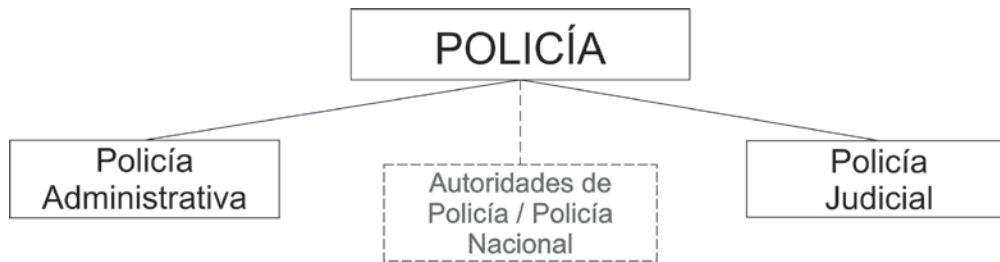 POLICÍA
Policía
Administrativa
Autoridades de
Policía / Policía
Nacional
Policía
Judicial